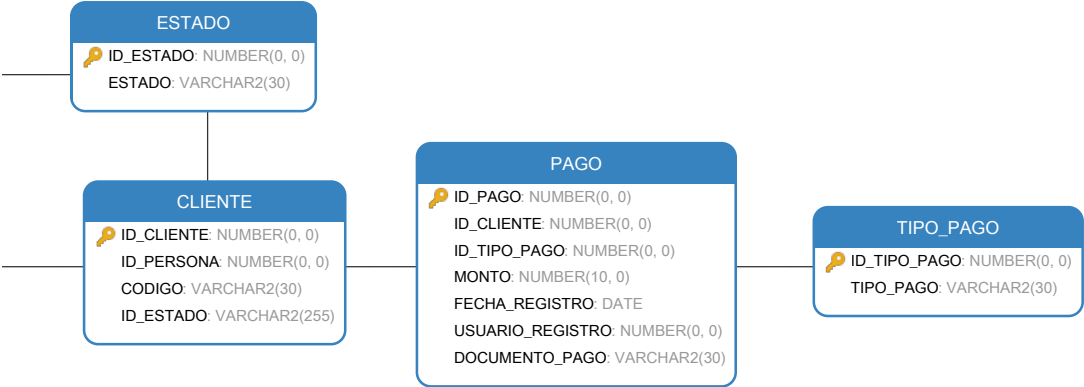 ESTADO
ID_ESTADO: NUMBER(0, 0)
ESTADO: VARCHAR2(30)
CLIENTE
ID_CLIENTE: NUMBER(0, 0)
ID_PERSONA: NUMBER(0, 0)
CODIGO: VARCHAR2(30)
ID_ESTADO: VARCHAR2(255)
PAGO
ID_PAGO: NUMBER(0, 0)
ID_CLIENTE: NUMBER(0, 0)
ID_TIPO_PAGO: NUMBER(0, 0)
MONTO: NUMBER(10, 0)
FECHA_REGISTRO: DATE
USUARIO_REGISTRO: NUMBER(0, 0)
DOCUMENTO_PAGO: VARCHAR2(30)
TIPO_PAGO
ID_TIPO_PAGO: NUMBER(0, 0)
TIPO_PAGO: VARCHAR2(30)